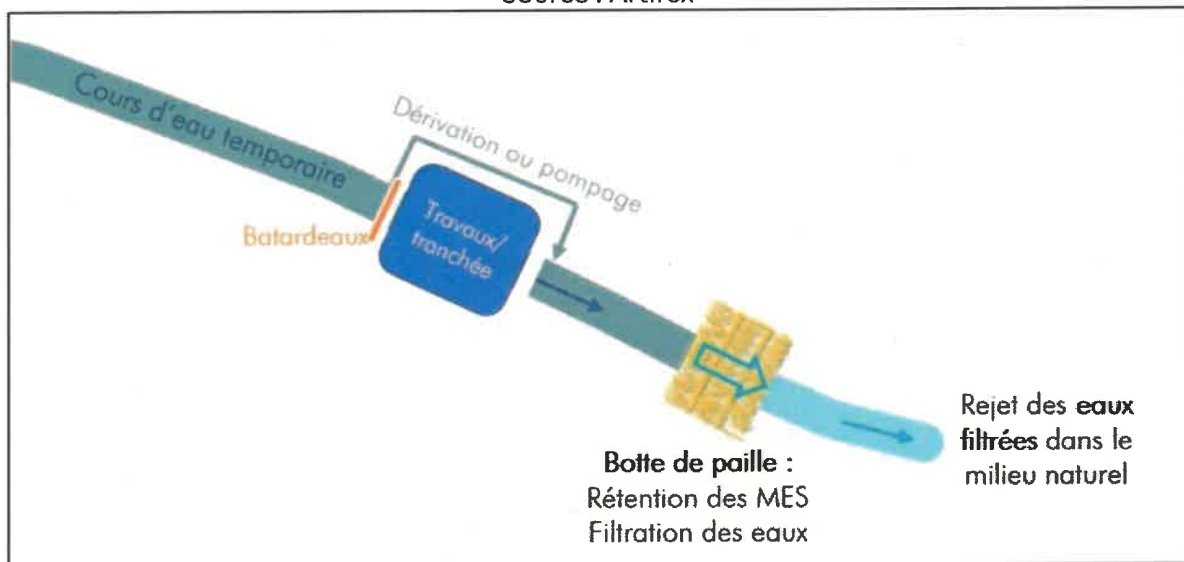 Cours d'eau temporaire
Dérivation ou pompage
Batardeaux
Travaux/
tranchée
Botte de paille :
Rétention des MES
Filtration des eaux
Rejet des eaux
filtrées dans le
milieu naturel